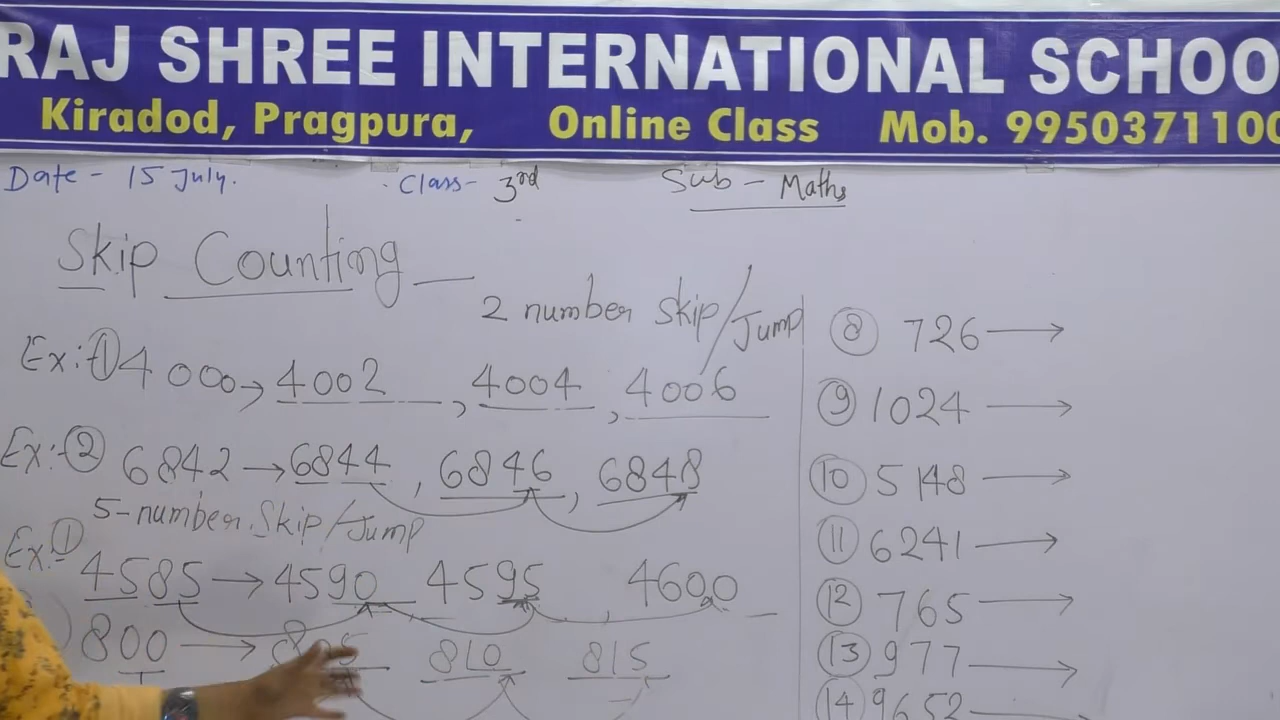 RAJ SHREE INTERNATIONAL SCHOO
Kiradod, Pragpura, Online Class Mob. 9950371100
Date - 15 July. Class- 3rd Sub - Maths
Skip Counting
2 number Skip/Jump
Ex:-① 4000→ 4002, 4004, 4006
Ex:-② 6842→ 6844, 6846, 6848
5-number Skip/Jump
Ex:-① 4585→ 4590 4595, 4600
800→ 805 810 815
⑧ 726→
⑨ 1024→
⑩ 5148→
⑪ 6241→
⑫ 765→
⑬ 977→
⑭ 9652→